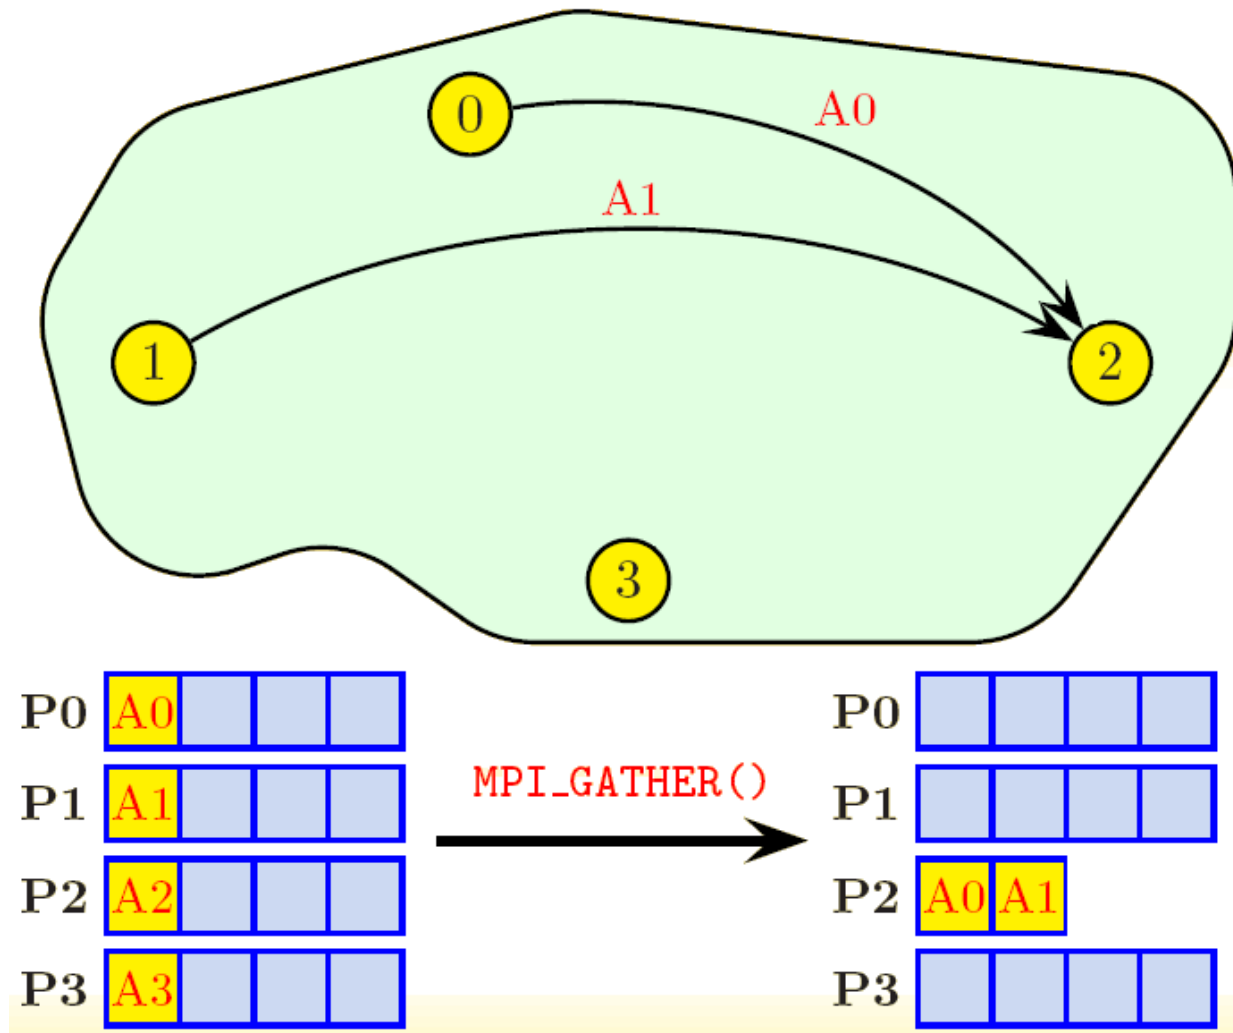 0
A0
A1
1
2
3
P0 A0 P0
MPI_GATHER()
P1 A1 P1
P2 A2 P2 A0 A1
P3 A3 P3